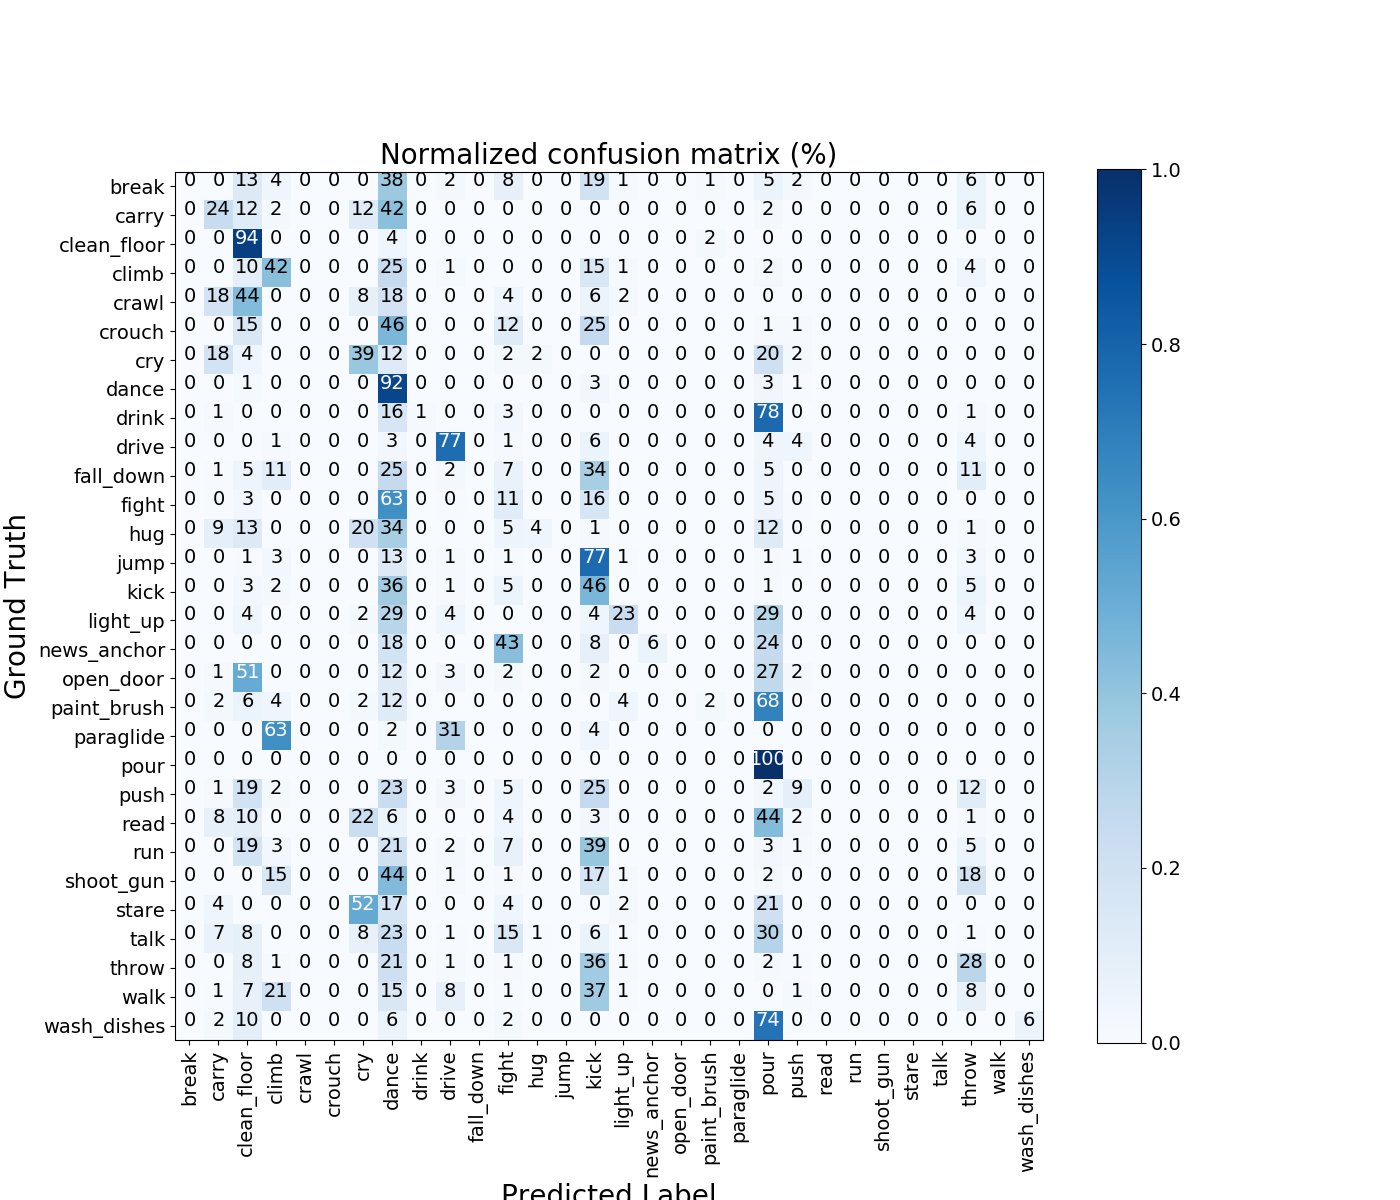 Normalized confusion matrix (%)
break 0 0 13 4 0 0 0 38 0 2 0 8 0 0 19 1 0 0 1 0 5 2 0 0 0 0 0 6 0 0
carry 0 24 12 2 0 0 12 42 0 0 0 0 0 0 0 0 0 0 0 0 2 0 0 0 0 0 0 6 0 0
clean_floor 0 0 94 0 0 0 0 4 0 0 0 0 0 0 0 0 0 0 2 0 0 0 0 0 0 0 0 0 0 0
climb 0 0 10 42 0 0 0 25 0 1 0 0 0 0 15 1 0 0 0 0 2 0 0 0 0 0 0 4 0 0
crawl 0 18 44 0 0 0 8 18 0 0 0 4 0 0 6 2 0 0 0 0 0 0 0 0 0 0 0 0 0 0
crouch 0 0 15 0 0 0 0 46 0 0 0 12 0 0 25 0 0 0 0 0 1 1 0 0 0 0 0 0 0 0
cry 0 18 4 0 0 0 39 12 0 0 0 2 2 0 0 0 0 0 0 0 20 2 0 0 0 0 0 0 0 0
dance 0 0 1 0 0 0 0 92 0 0 0 0 0 0 3 0 0 0 0 0 3 1 0 0 0 0 0 0 0 0
drink 0 1 0 0 0 0 0 16 1 0 0 3 0 0 0 0 0 0 0 0 78 0 0 0 0 0 0 1 0 0
drive 0 0 0 1 0 0 0 3 0 77 0 1 0 0 6 0 0 0 0 0 4 4 0 0 0 0 0 4 0 0
fall_down 0 1 5 11 0 0 0 25 0 2 0 7 0 0 34 0 0 0 0 0 5 0 0 0 0 0 0 11 0 0
fight 0 0 3 0 0 0 0 63 0 0 0 11 0 0 16 0 0 0 0 0 5 0 0 0 0 0 0 0 0 0
hug 0 9 13 0 0 0 20 34 0 0 0 5 4 0 1 0 0 0 0 0 12 0 0 0 0 0 0 1 0 0
jump 0 0 1 3 0 0 0 13 0 1 0 1 0 0 77 1 0 0 0 0 1 1 0 0 0 0 0 3 0 0
kick 0 0 3 2 0 0 0 36 0 1 0 5 0 0 46 0 0 0 0 0 1 0 0 0 0 0 0 5 0 0
light_up 0 0 4 0 0 0 2 29 0 4 0 0 0 0 4 23 0 0 0 0 29 0 0 0 0 0 0 4 0 0
news_anchor 0 0 0 0 0 0 0 18 0 0 0 43 0 0 8 0 6 0 0 0 24 0 0 0 0 0 0 0 0 0
open_door 0 1 51 0 0 0 0 12 0 3 0 2 0 0 2 0 0 0 0 0 27 2 0 0 0 0 0 0 0 0
paint_brush 0 2 6 4 0 0 2 12 0 0 0 0 0 0 0 4 0 0 2 0 68 0 0 0 0 0 0 0 0 0
paraglide 0 0 0 63 0 0 0 2 0 31 0 0 0 0 4 0 0 0 0 0 0 0 0 0 0 0 0 0 0 0
pour 0 0 0 0 0 0 0 0 0 0 0 0 0 0 0 0 0 0 0 0 100 0 0 0 0 0 0 0 0 0
push 0 1 19 2 0 0 0 23 0 3 0 5 0 0 25 0 0 0 0 0 2 9 0 0 0 0 0 12 0 0
read 0 8 10 0 0 0 22 6 0 0 0 4 0 0 3 0 0 0 0 0 44 2 0 0 0 0 0 1 0 0
run 0 0 19 3 0 0 0 21 0 2 0 7 0 0 39 0 0 0 0 0 3 1 0 0 0 0 0 5 0 0
shoot_gun 0 0 0 15 0 0 0 44 0 1 0 1 0 0 17 1 0 0 0 0 2 0 0 0 0 0 0 18 0 0
stare 0 4 0 0 0 0 52 17 0 0 0 4 0 0 0 2 0 0 0 0 21 0 0 0 0 0 0 0 0 0
talk 0 7 8 0 0 0 8 23 0 1 0 15 1 0 6 1 0 0 0 0 30 0 0 0 0 0 0 1 0 0
throw 0 0 8 1 0 0 0 21 0 1 0 1 0 0 36 1 0 0 0 0 2 1 0 0 0 0 0 28 0 0
walk 0 1 7 21 0 0 0 15 0 8 0 1 0 0 37 1 0 0 0 0 0 1 0 0 0 0 0 8 0 0
wash_dishes 0 2 10 0 0 0 0 6 0 0 0 2 0 0 0 0 0 0 0 0 74 0 0 0 0 0 0 0 0 6
break carry clean_floor climb crawl crouch cry dance drink drive fall_down fight hug jump kick light_up news_anchor open_door paint_brush paraglide pour push read run shoot_gun stare talk throw walk wash_dishes
Ground Truth
Predicted Label
1.0
0.8
0.6
0.4
0.2
0.0